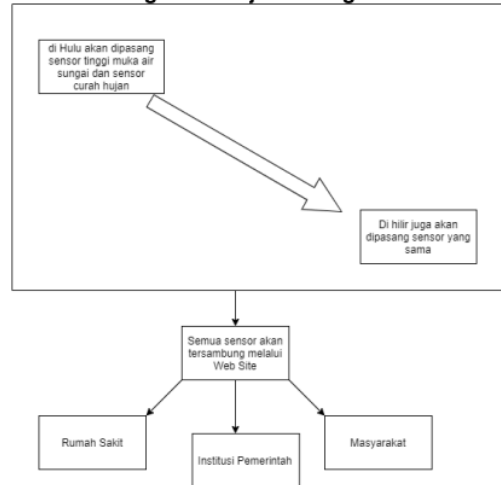 di Hulu akan dipasang
sensor tinggi muka air
sungai dan sensor
curah hujan
Di hilir juga akan
dipasang sensor yang
sama
Semua sensor akan
tersambung melalui
Web Site
Rumah Sakit
Institusi Pemerintah
Masyarakat